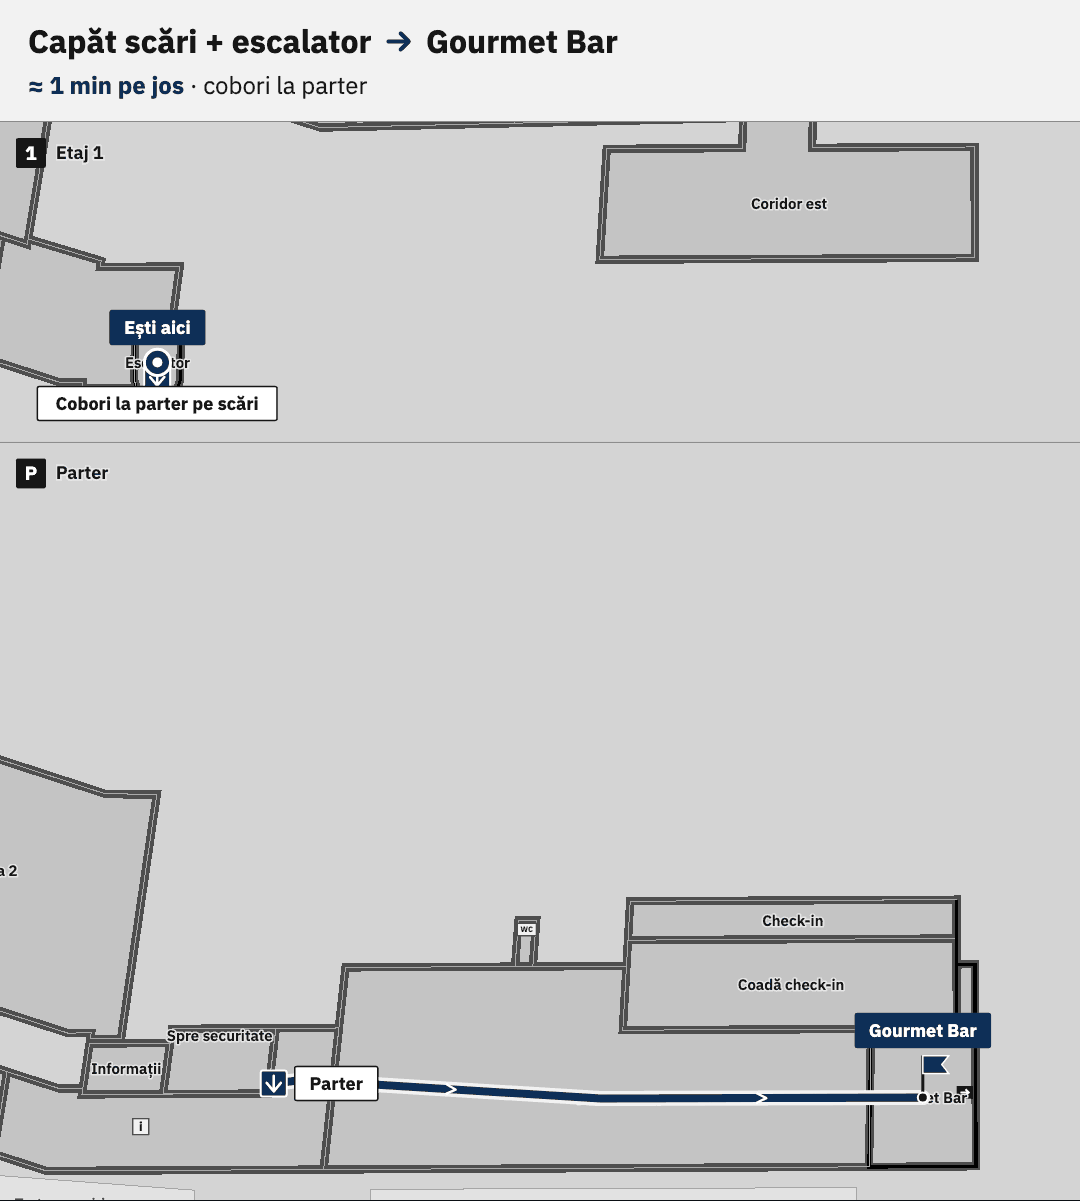 Capăt scări + escalator → Gourmet Bar
≈ 1 min pe jos · cobori la parter
1 Etaj 1
Coridor est
Ești aici
Cobori la parter pe scări
P Parter
a 2
wc
Check-in
Coadă check-in
Spre securitate
Gourmet Bar
Informații
Parter
et Bar
i